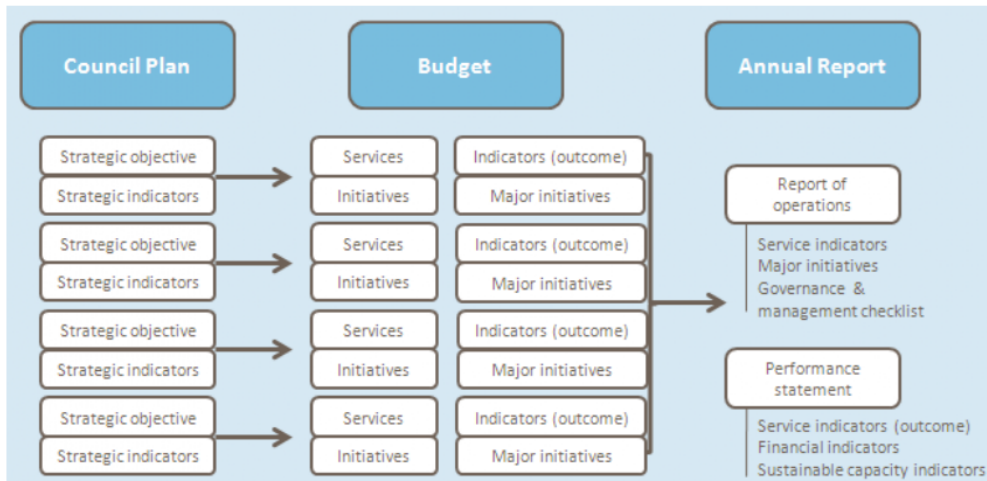 Council Plan
Budget
Annual Report
Strategic objective
Strategic indicators
Strategic objective
Strategic indicators
Strategic objective
Strategic indicators
Strategic objective
Strategic indicators
Services
Initiatives
Services
Initiatives
Services
Initiatives
Services
Initiatives
Indicators (outcome)
Major initiatives
Indicators (outcome)
Major initiatives
Indicators (outcome)
Major initiatives
Indicators (outcome)
Major initiatives
Report of
operations
Service indicators
Major initiatives
Governance &
management checklist
Performance
statement
Service indicators (outcome)
Financial indicators
Sustainable capacity indicators